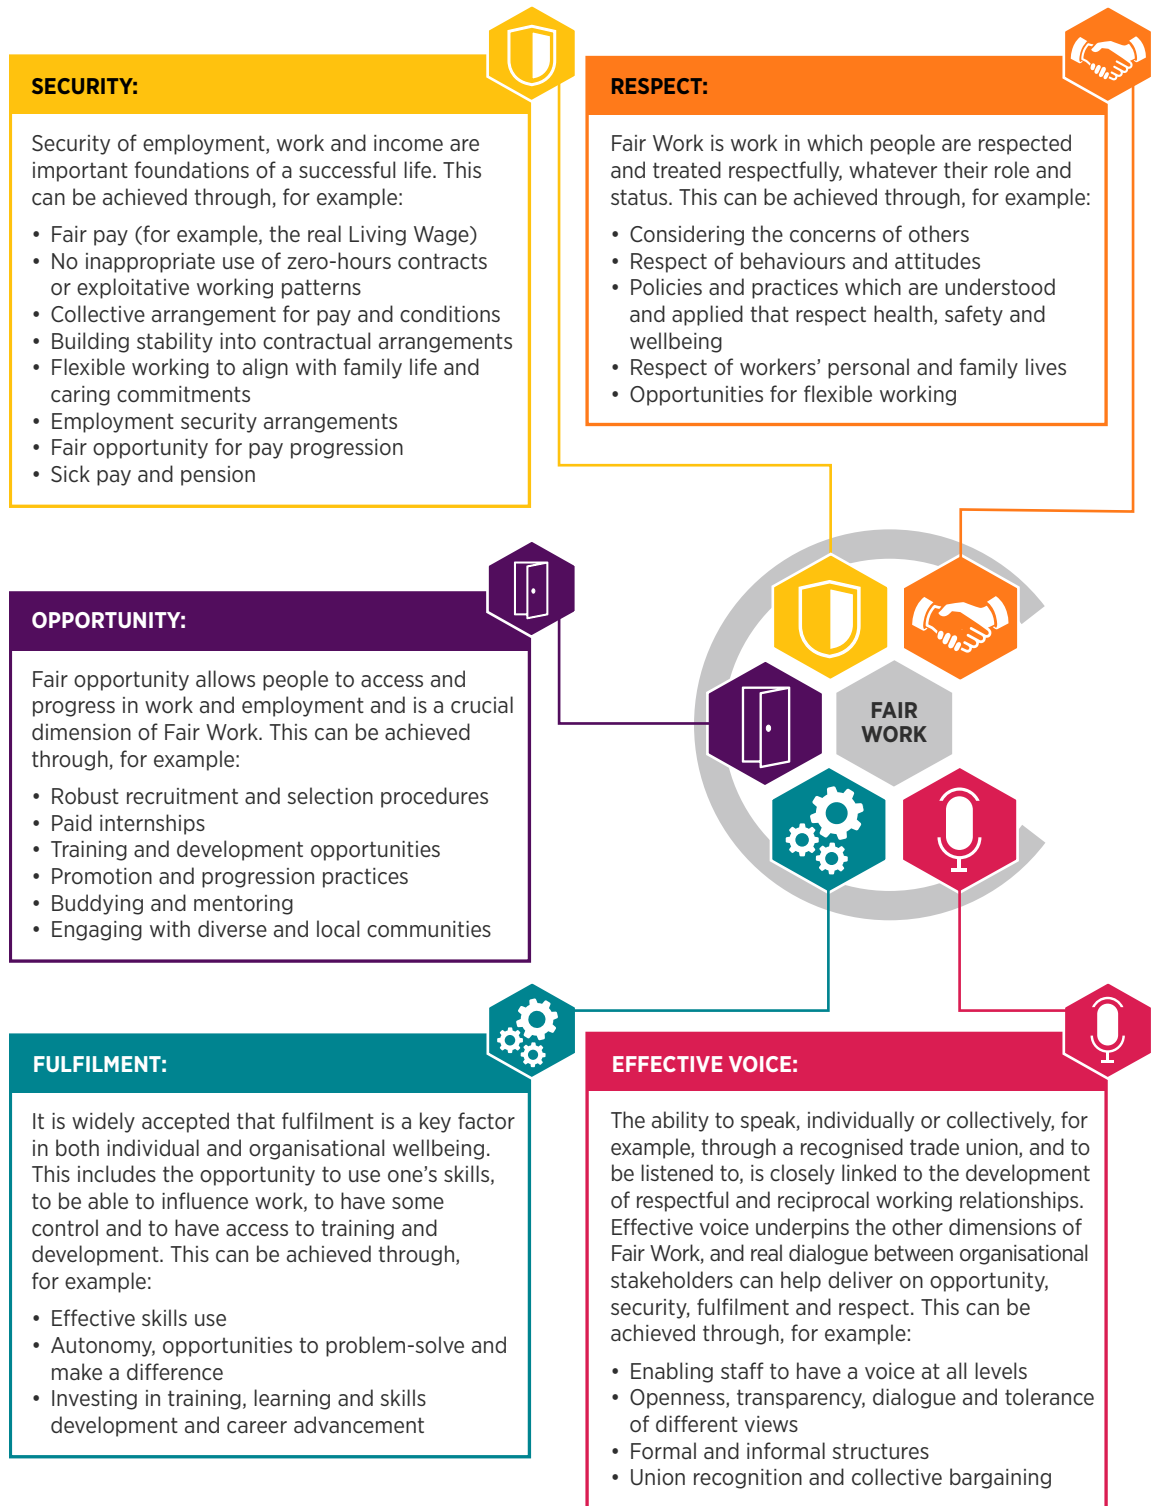 SECURITY:
Security of employment, work and income are
important foundations of a successful life. This
can be achieved through, for example:
• Fair pay (for example, the real Living Wage)
• No inappropriate use of zero-hours contracts
or exploitative working patterns
• Collective arrangement for pay and conditions
• Building stability into contractual arrangements
• Flexible working to align with family life and
caring commitments
• Employment security arrangements
• Fair opportunity for pay progression
• Sick pay and pension
RESPECT:
Fair Work is work in which people are respected
and treated respectfully, whatever their role and
status. This can be achieved through, for example:
• Considering the concerns of others
• Respect of behaviours and attitudes
• Policies and practices which are understood
and applied that respect health, safety and
wellbeing
• Respect of workers’ personal and family lives
• Opportunities for flexible working
OPPORTUNITY:
Fair opportunity allows people to access and
progress in work and employment and is a crucial
dimension of Fair Work. This can be achieved
through, for example:
• Robust recruitment and selection procedures
• Paid internships
• Training and development opportunities
• Promotion and progression practices
• Buddying and mentoring
• Engaging with diverse and local communities
FAIR
WORK
FULFILMENT:
It is widely accepted that fulfilment is a key factor
in both individual and organisational wellbeing.
This includes the opportunity to use one’s skills,
to be able to influence work, to have some
control and to have access to training and
development. This can be achieved through,
for example:
• Effective skills use
• Autonomy, opportunities to problem-solve and
make a difference
• Investing in training, learning and skills
development and career advancement
EFFECTIVE VOICE:
The ability to speak, individually or collectively, for
example, through a recognised trade union, and to
be listened to, is closely linked to the development
of respectful and reciprocal working relationships.
Effective voice underpins the other dimensions of
Fair Work, and real dialogue between organisational
stakeholders can help deliver on opportunity,
security, fulfilment and respect. This can be
achieved through, for example:
• Enabling staff to have a voice at all levels
• Openness, transparency, dialogue and tolerance
of different views
• Formal and informal structures
• Union recognition and collective bargaining